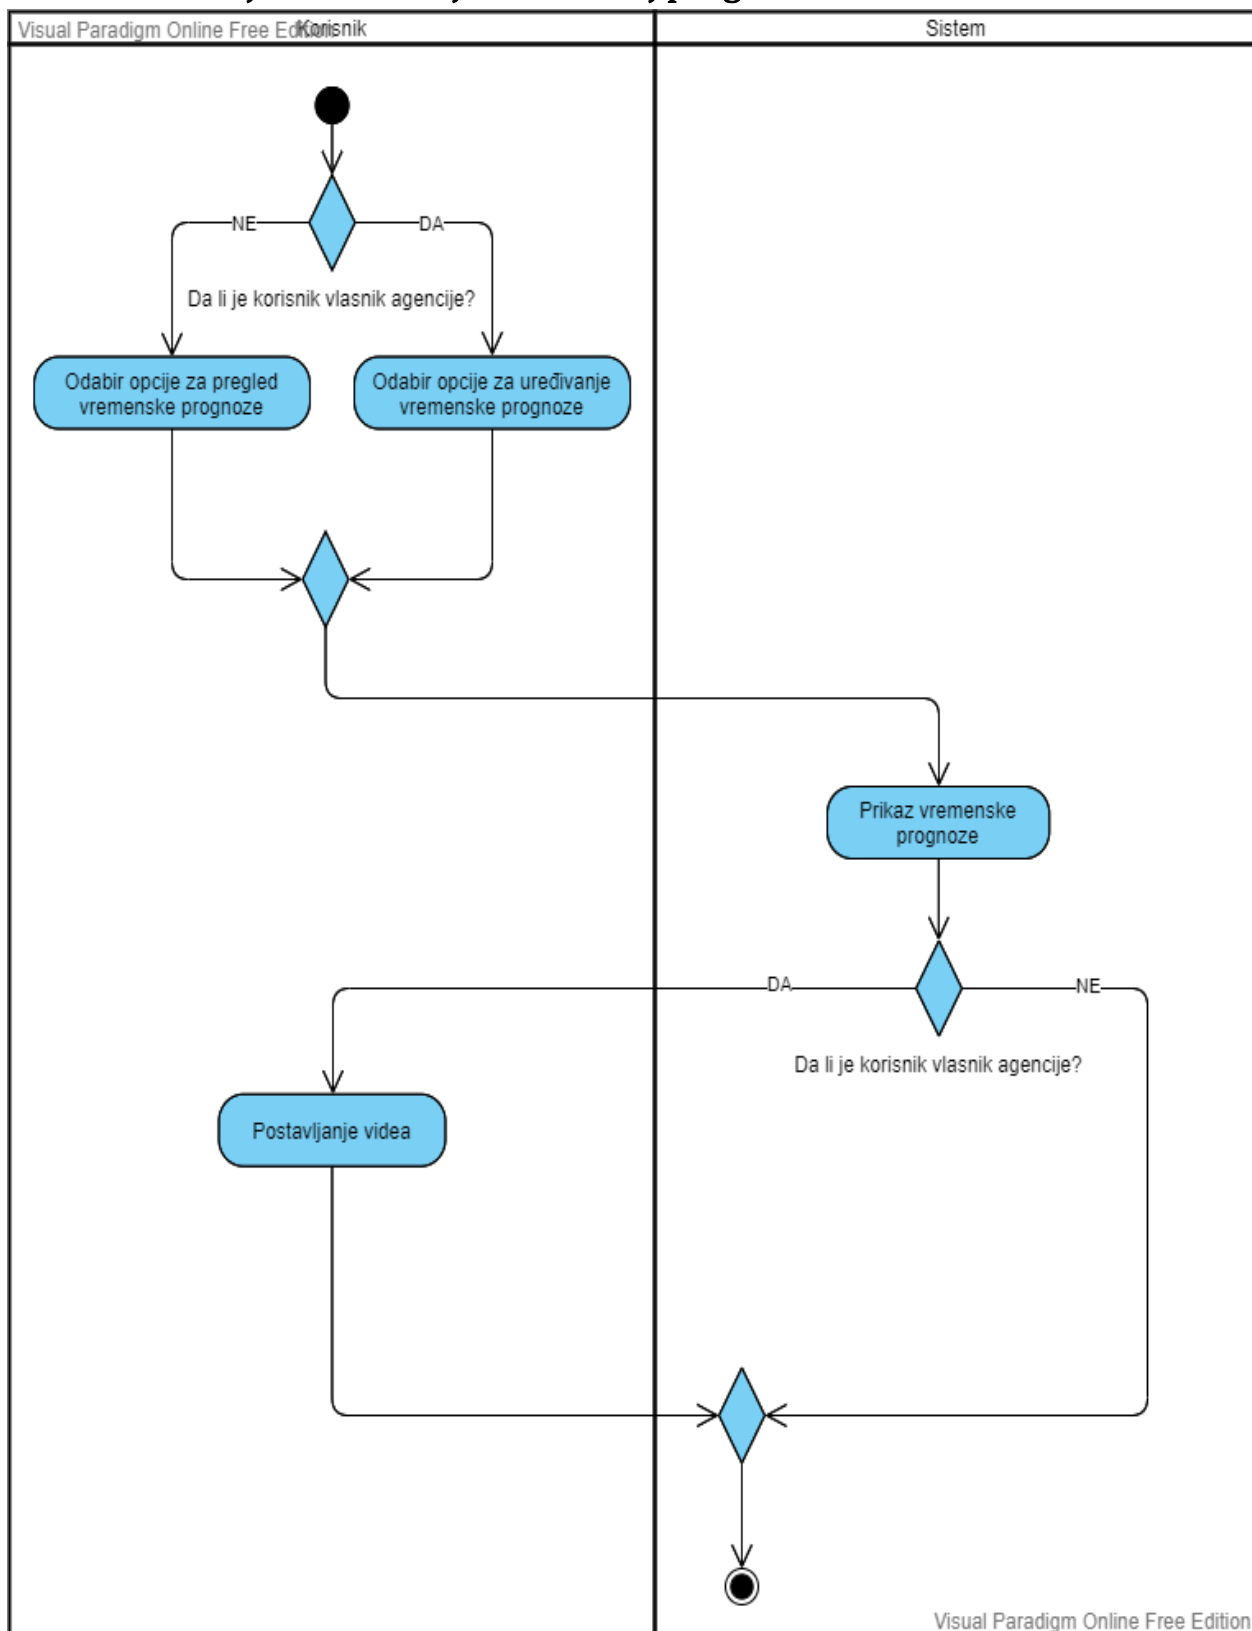 Visual Paradigm Online Free Edition
Korisnik
Sistem
NE
DA
Da li je korisnik vlasnik agencije?
Odabir opcije za pregled
vremenske prognoze
Odabir opcije za uređivanje
vremenske prognoze
Prikaz vremenske
prognoze
DA
NE
Da li je korisnik vlasnik agencije?
Postavljanje videa
Visual Paradigm Online Free Edition